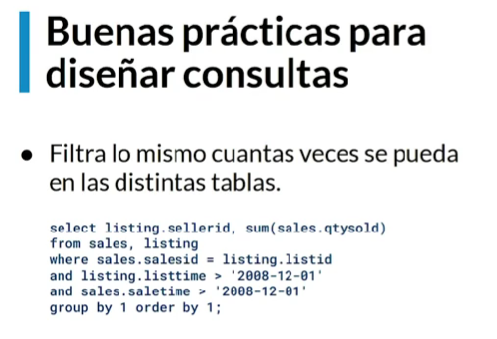 Buenas prácticas para
diseñar consultas
● Filtra lo mismo cuantas veces se pueda
en las distintas tablas.
select listing.sellerid, sum(sales.qtysold)
from sales, listing
where sales.salesid = listing.listid
and listing.listtime > '2008-12-01'
and sales.saletime > '2008-12-01'
group by 1 order by 1;